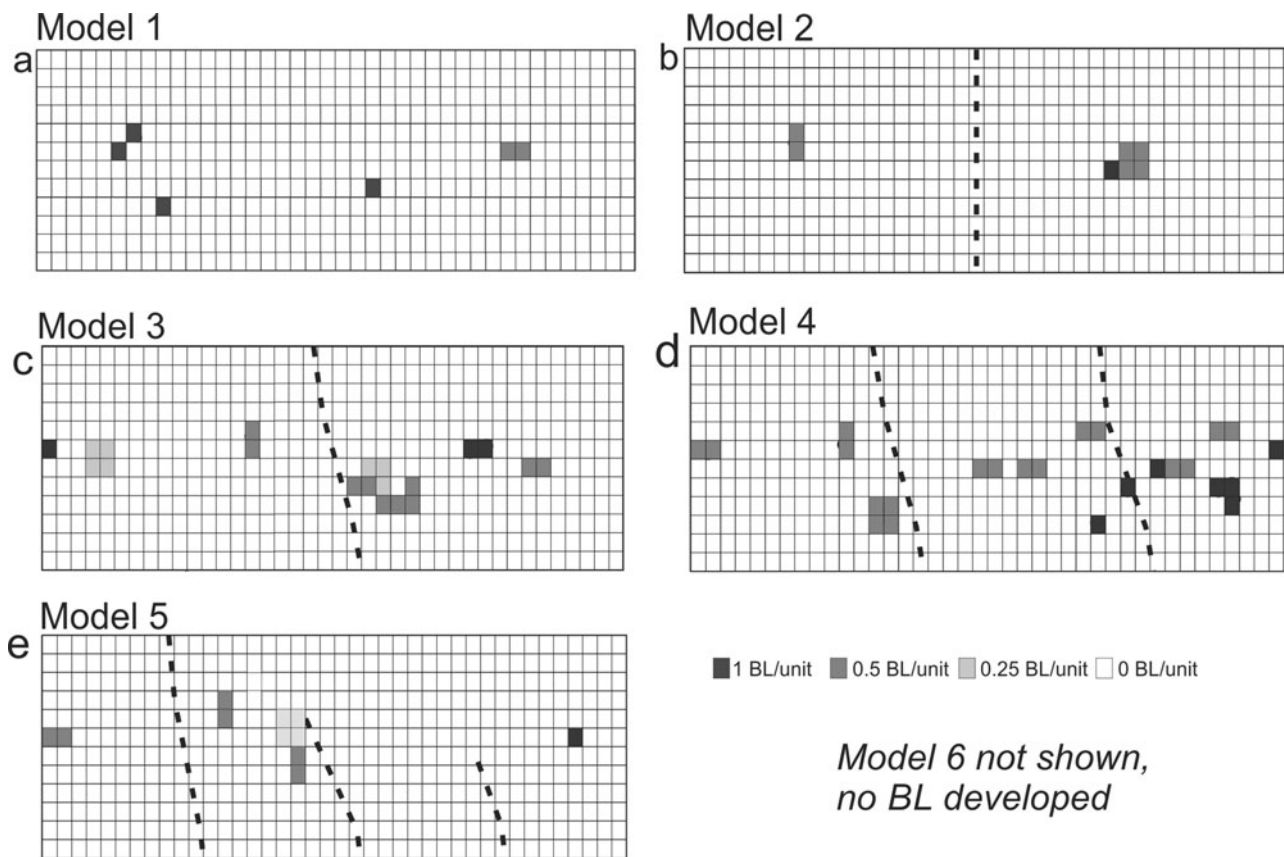 Model 1
a
Model 2
b
Model 3
c
Model 4
d
Model 5
e
1 BL/unit 0.5 BL/unit 0.25 BL/unit 0 BL/unit
Model 6 not shown,
no BL developed